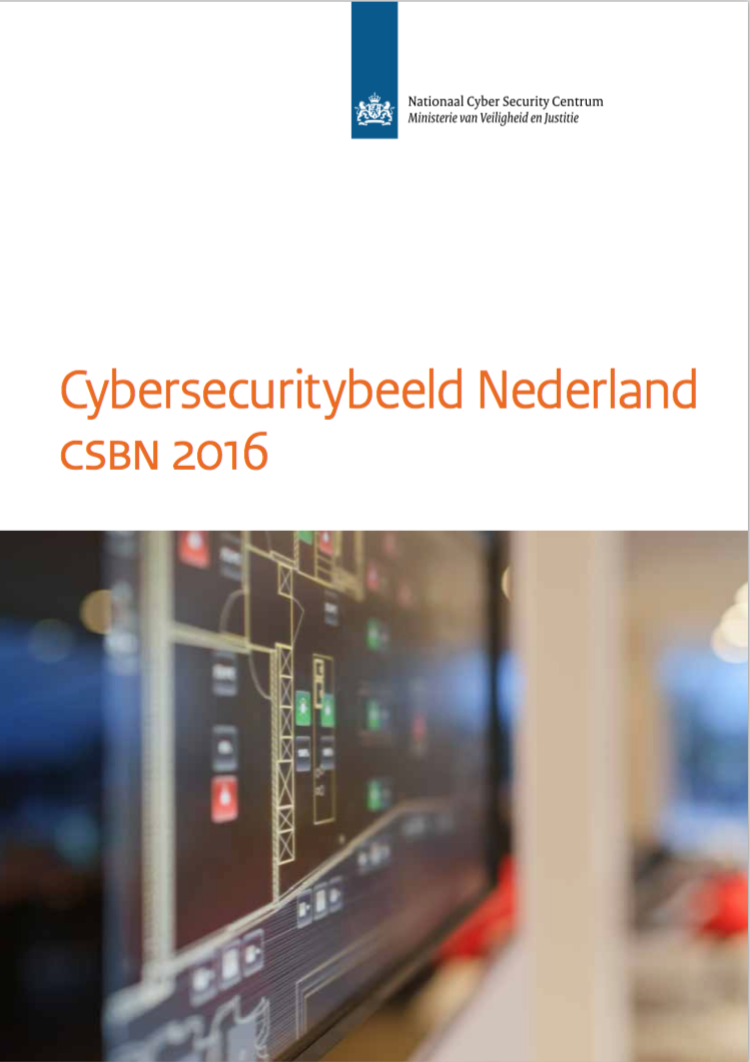 Nationaal Cyber Security Centrum
Ministerie van Veiligheid en Justitie
Cybersecuritybeeld Nederland
CSBN 2016